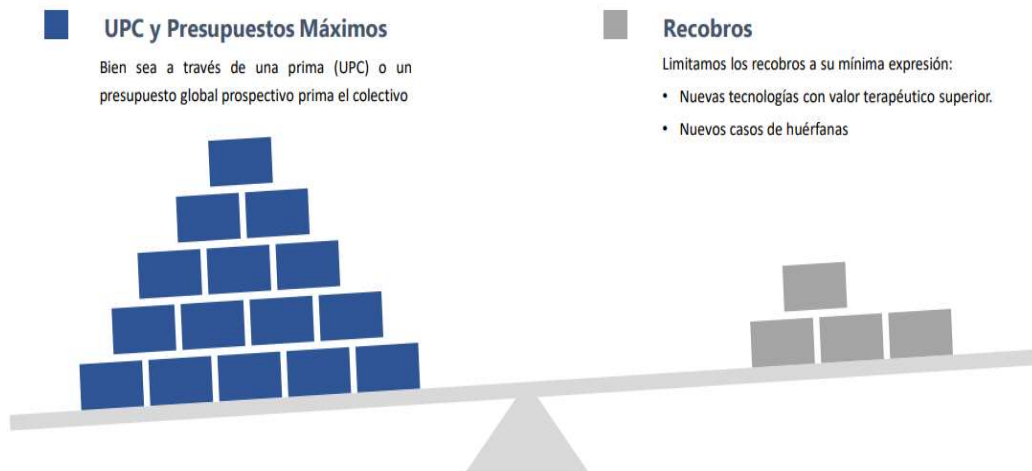 UPC y Presupuestos Máximos
Bien sea a través de una prima (UPC) o un
presupuesto global prospectivo prima el colectivo
Recobros
Limitamos los recobros a su mínima expresión:
• Nuevas tecnologías con valor terapéutico superior.
• Nuevos casos de huérfanas